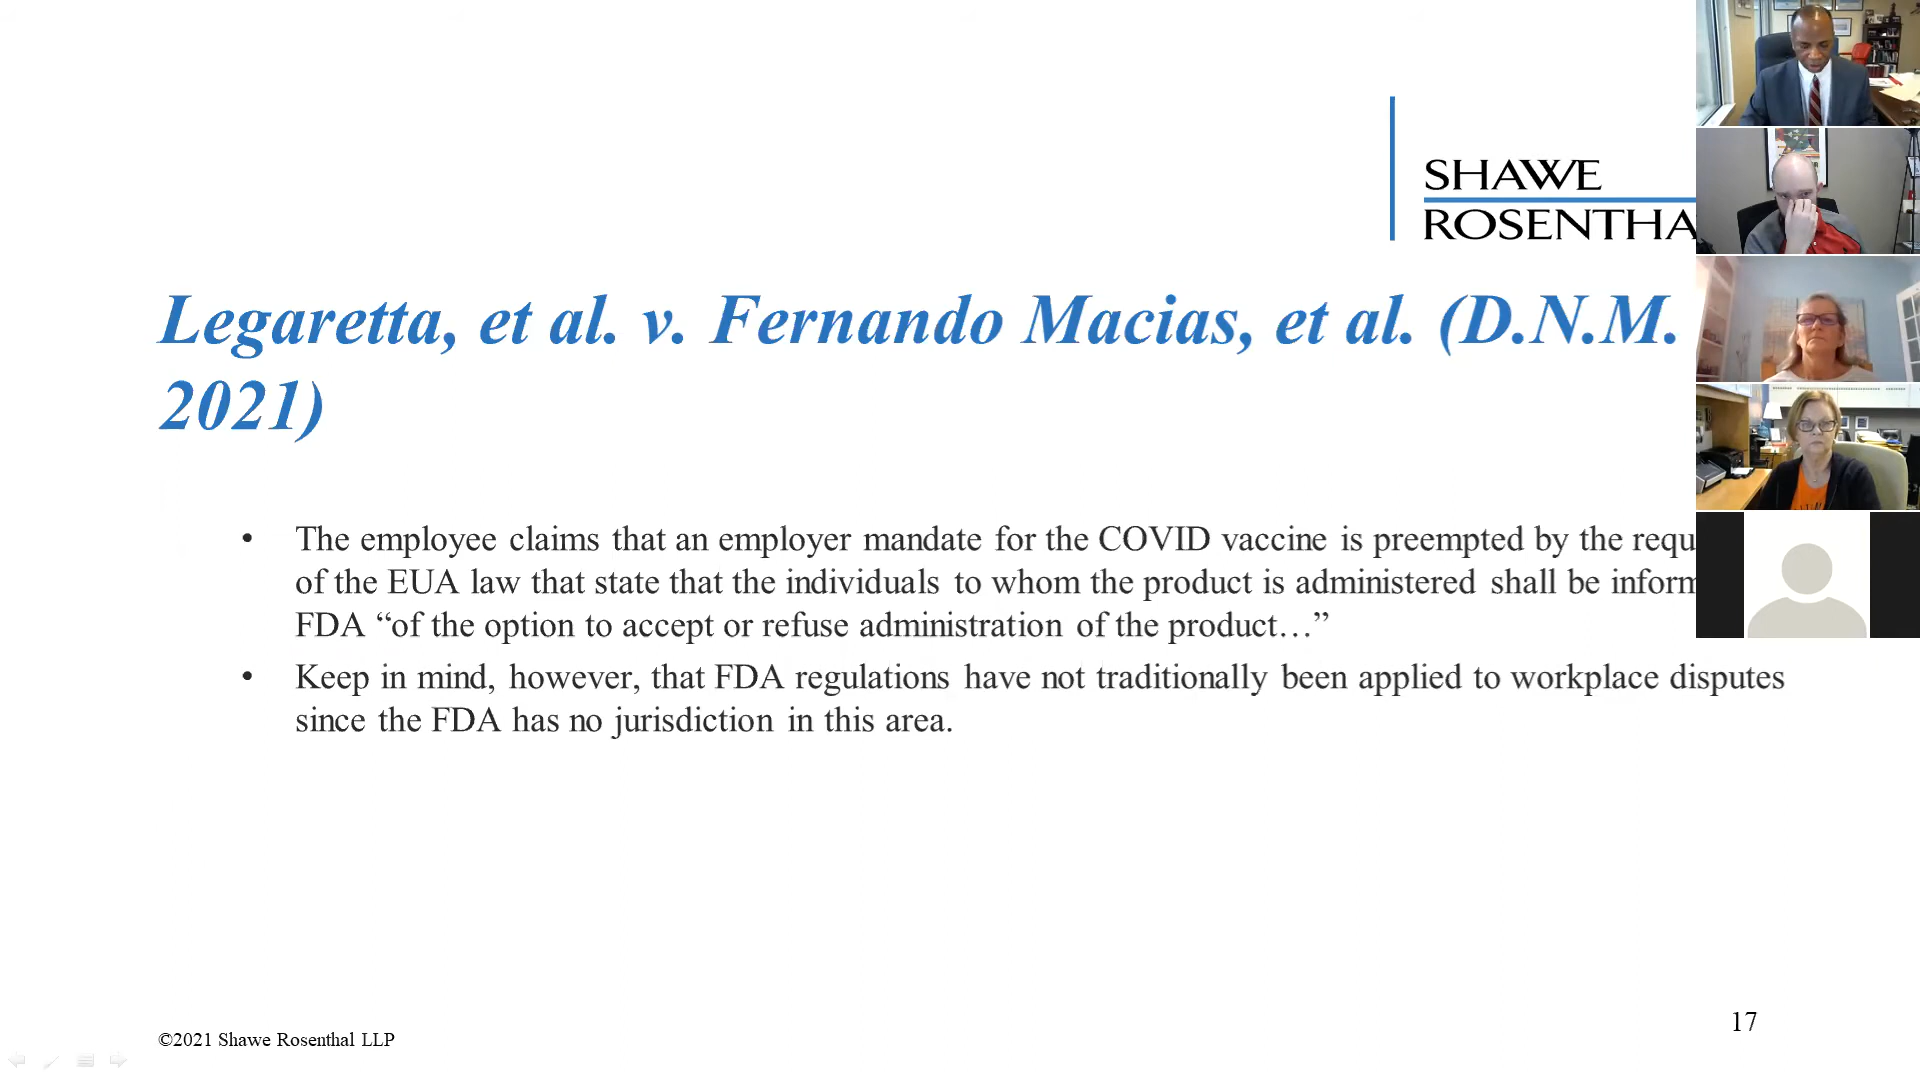 SHAWE
ROSENTHA
Legaretta, et al. v. Fernando Macias, et al. (D.N.M.
2021)
• The employee claims that an employer mandate for the COVID vaccine is preempted by the requ
of the EUA law that state that the individuals to whom the product is administered shall be inform
FDA “of the option to accept or refuse administration of the product…”
• Keep in mind, however, that FDA regulations have not traditionally been applied to workplace disputes
since the FDA has no jurisdiction in this area.
©2021 Shawe Rosenthal LLP
17